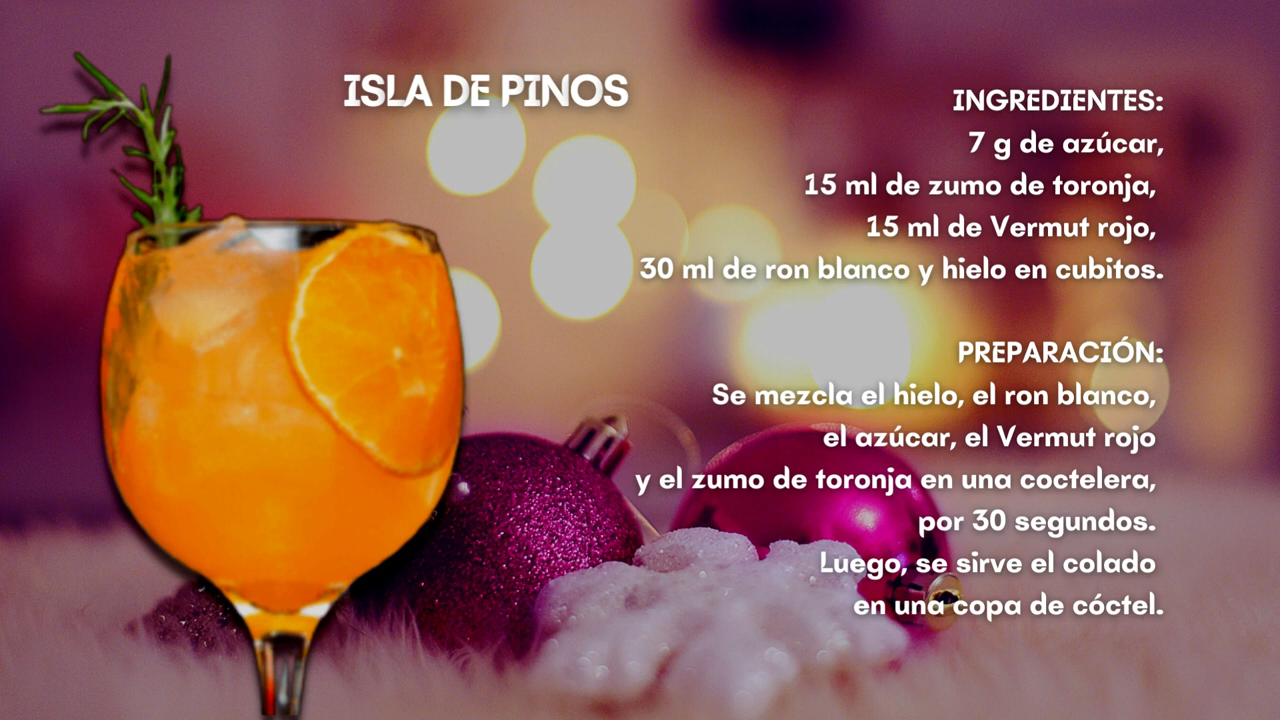 ISLA DE PINOS
INGREDIENTES:
7 g de azúcar,
15 ml de zumo de toronja,
15 ml de Vermut rojo,
30 ml de ron blanco y hielo en cubitos.
PREPARACIÓN:
Se mezcla el hielo, el ron blanco,
el azúcar, el Vermut rojo
y el zumo de toronja en una coctelera,
por 30 segundos.
Luego, se sirve el colado
en una copa de cóctel.